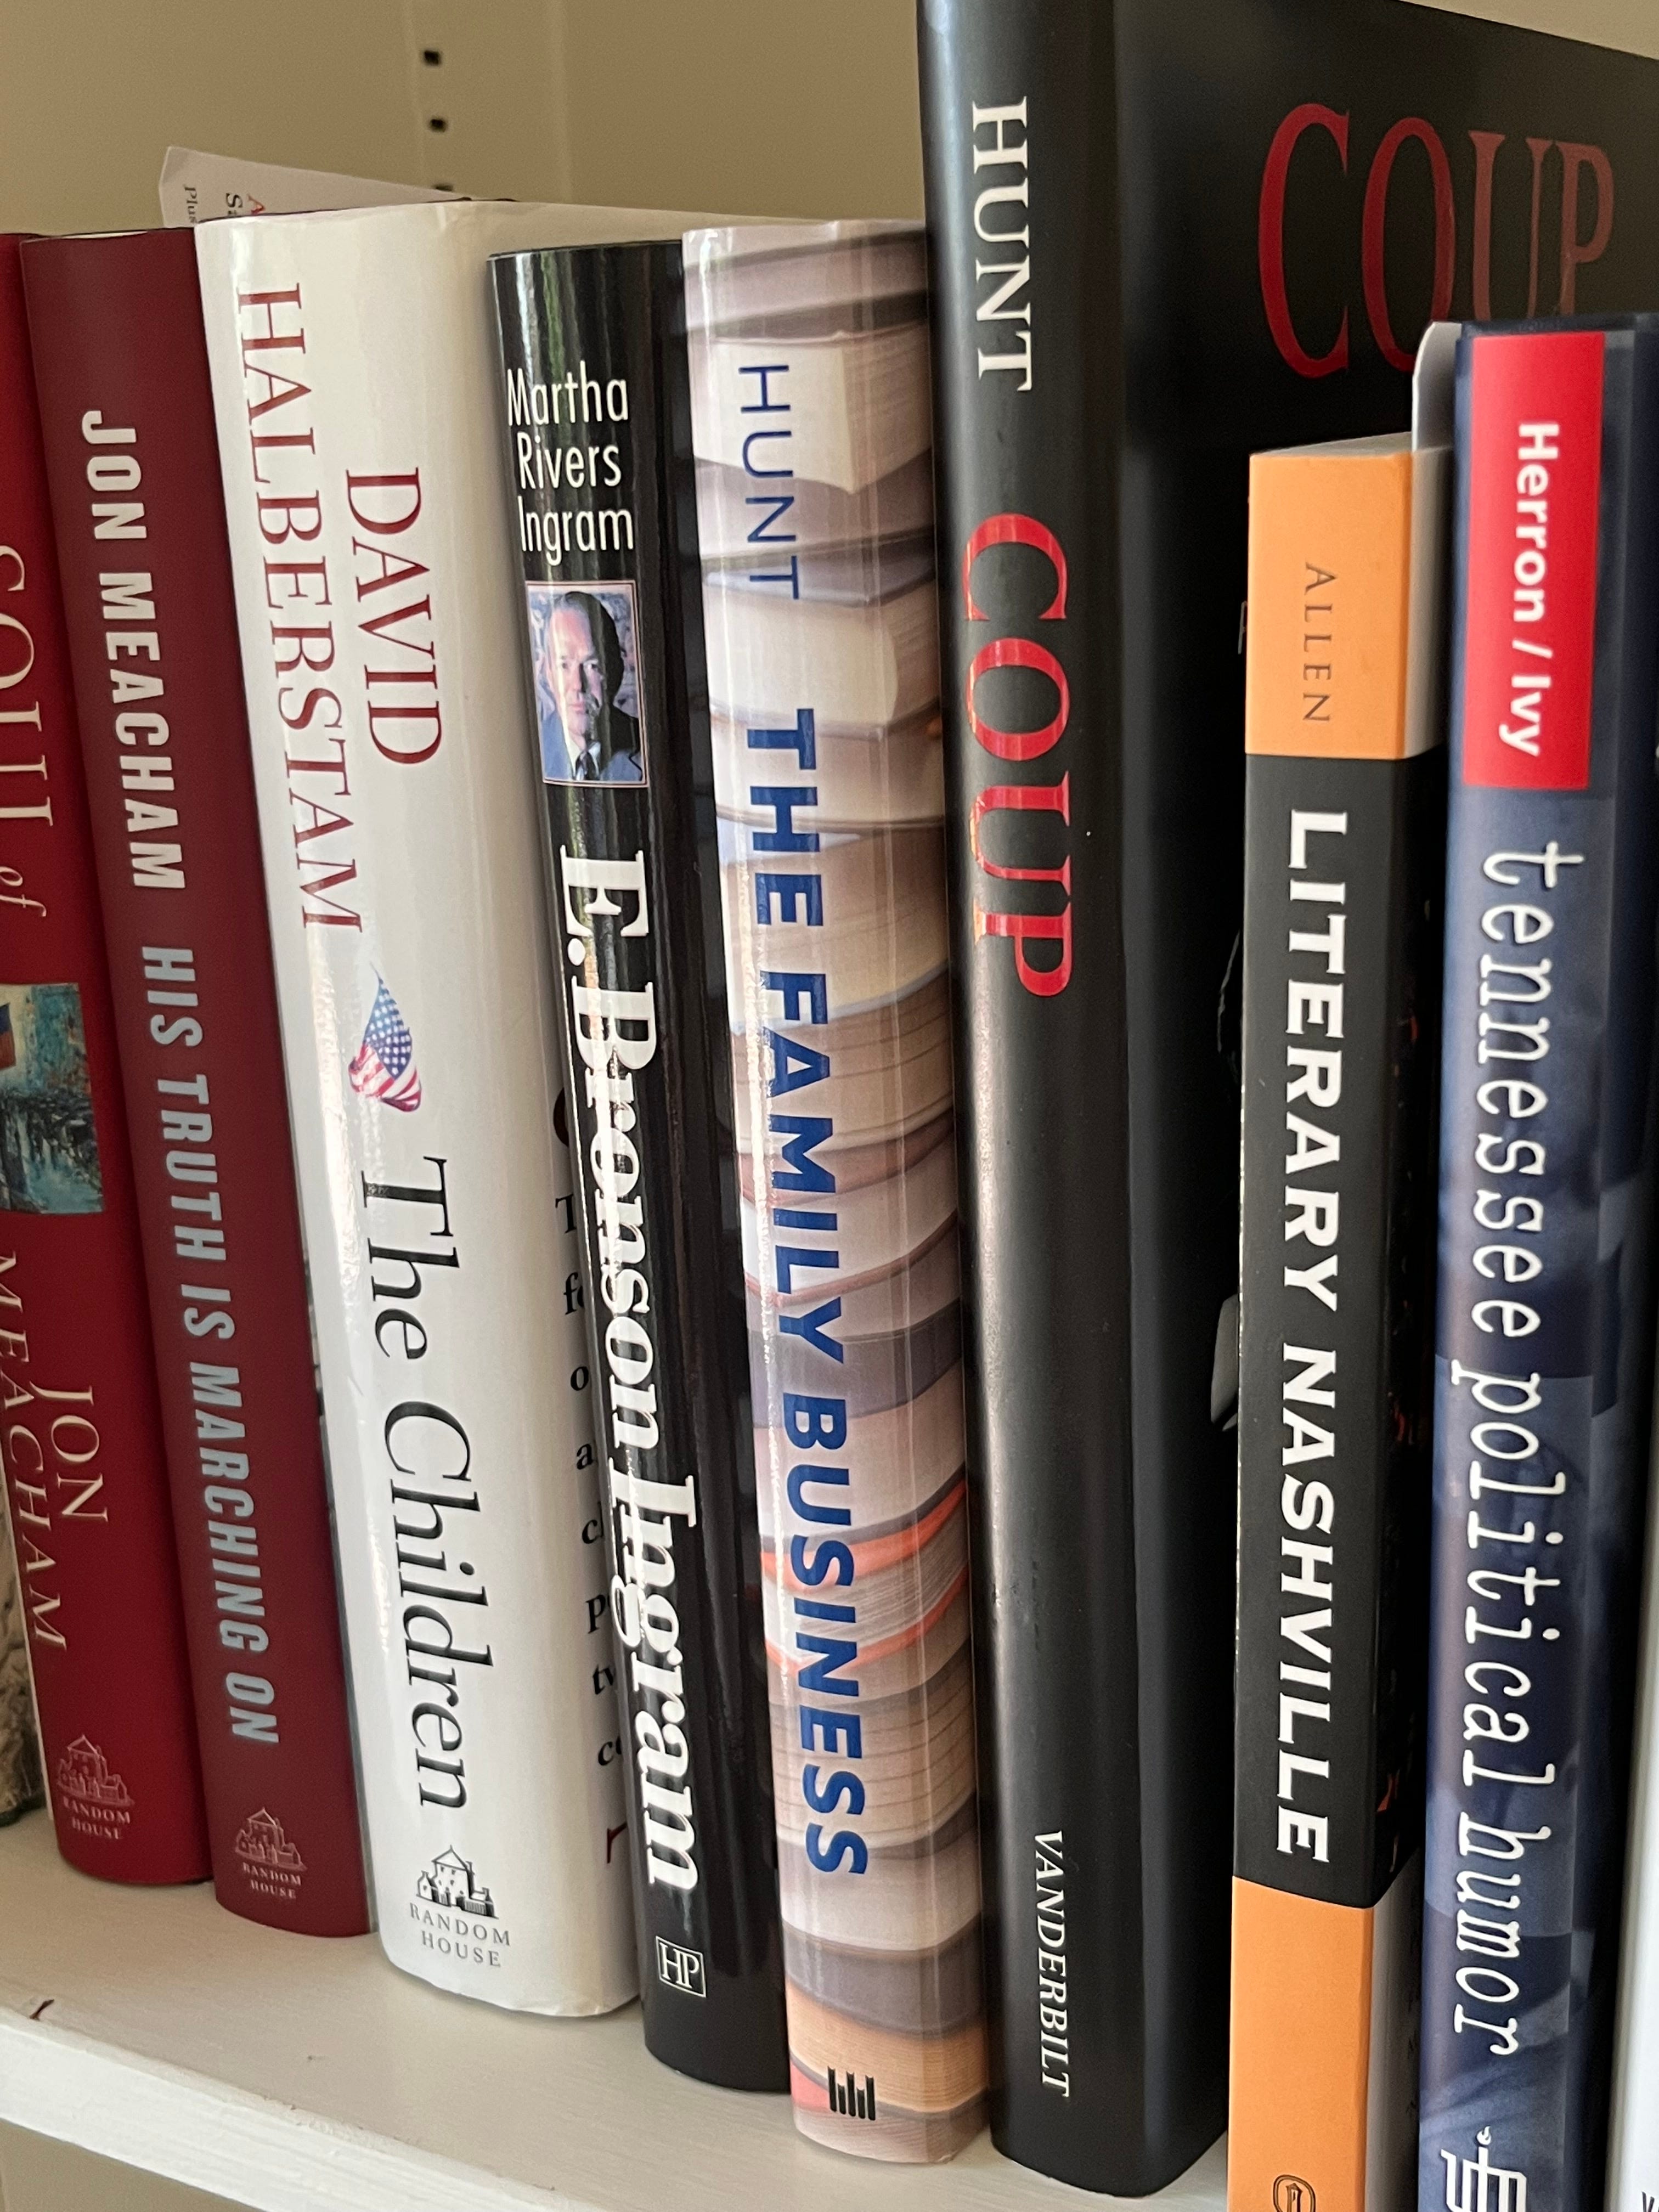 SOUL of
JON
MEACHAM
RANDOM
HOUSE
JON MEACHAM HIS TRUTH IS MARCHING ON
RANDOM
HOUSE
DAVID
HALBERSTAM
The Children
RANDOM
HOUSE
Martha
Rivers
Ingram
E. Bronson Ingram
HP
HUNT THE FAMILY BUSINESS
HUNT COUP VANDERBILT
COUP
ALLEN
LITERARY NASHVILLE
Herron / Ivy
tennessee political humor